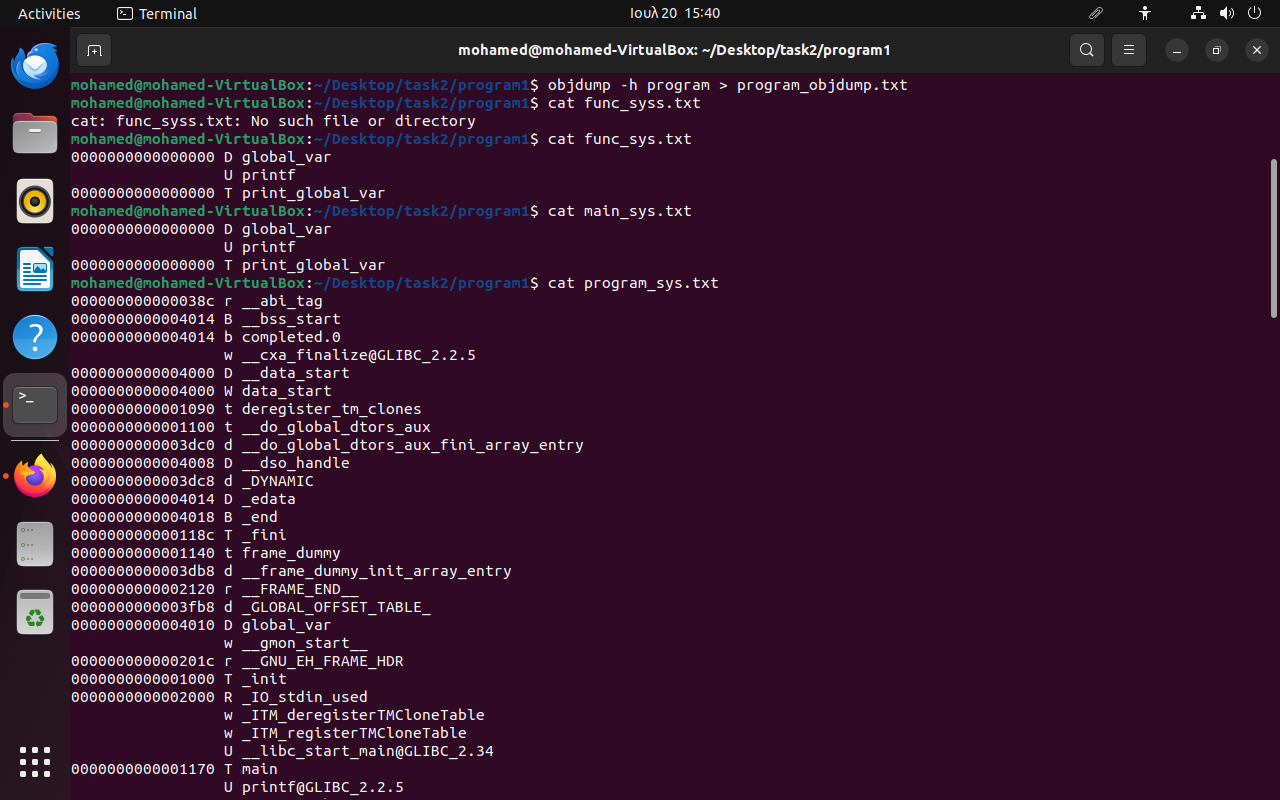 Activities
Terminal
Ιουλ 20 15:40
mohamed@mohamed-VirtualBox: ~/Desktop/task2/program1
mohamed@mohamed-VirtualBox:~/Desktop/task2/program1$ objdump -h program > program_objdump.txt
mohamed@mohamed-VirtualBox:~/Desktop/task2/program1$ cat func_syss.txt
cat: func_syss.txt: No such file or directory
mohamed@mohamed-VirtualBox:~/Desktop/task2/program1$ cat func_sys.txt
0000000000000000 D global_var
                 U printf
0000000000000000 T print_global_var
mohamed@mohamed-VirtualBox:~/Desktop/task2/program1$ cat main_sys.txt
0000000000000000 D global_var
                 U printf
0000000000000000 T print_global_var
mohamed@mohamed-VirtualBox:~/Desktop/task2/program1$ cat program_sys.txt
000000000000038c r __abi_tag
0000000000004014 B __bss_start
0000000000004014 b completed.0
                 w __cxa_finalize@GLIBC_2.2.5
0000000000004000 D __data_start
0000000000004000 W data_start
0000000000001090 t deregister_tm_clones
0000000000001100 t __do_global_dtors_aux
0000000000003dc0 d __do_global_dtors_aux_fini_array_entry
0000000000004008 D __dso_handle
0000000000003dc8 d _DYNAMIC
0000000000004014 D _edata
0000000000004018 B _end
000000000000118c T _fini
0000000000001140 t frame_dummy
0000000000003db8 d __frame_dummy_init_array_entry
0000000000002120 r __FRAME_END__
0000000000003fb8 d _GLOBAL_OFFSET_TABLE_
0000000000004010 D global_var
                 w __gmon_start__
000000000000201c r __GNU_EH_FRAME_HDR
0000000000001000 T _init
0000000000002000 R _IO_stdin_used
                 w _ITM_deregisterTMCloneTable
                 w _ITM_registerTMCloneTable
                 U __libc_start_main@GLIBC_2.34
0000000000001170 T main
                 U printf@GLIBC_2.2.5